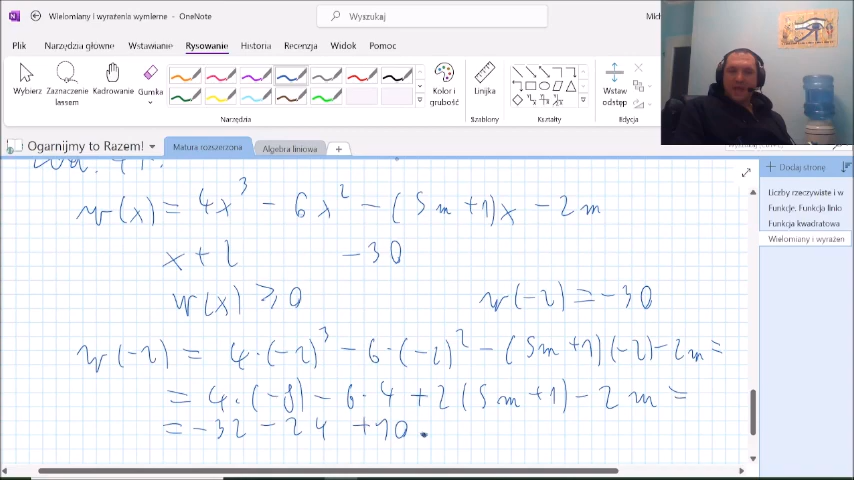 Wielomiany i wyrażenia wymierne - OneNote
Wyszukaj
Plik Narzędzia główne Wstawianie Rysowanie Historia Recenzja Widok Pomoc
Wybierz Zaznaczenie lassem Kadrowanie Gumka
Kolor i grubość
Linijka
Wstaw odstęp
Narzędzia Szablony Kształty Edycja
Ogarnijmy to Razem! Matura rozszerzona Algebra liniowa
Dodaj stronę
Liczby rzeczywiste i w
Funkcje, Funkcja linio
Funkcja kwadratowa
Wielomiany i wyrażen
w(x) = 4x³ - 6x² - (5m+1)x - 2m
x + 2 -30
w(x) ≥ 0 w(-2) = -30
w(-2) = 4·(-2)³ - 6·(-2)² - (5m+1)(-2) - 2m =
= 4·(-8) - 6·4 + 2(5m+1) - 2m =
= -32 - 24 + 10